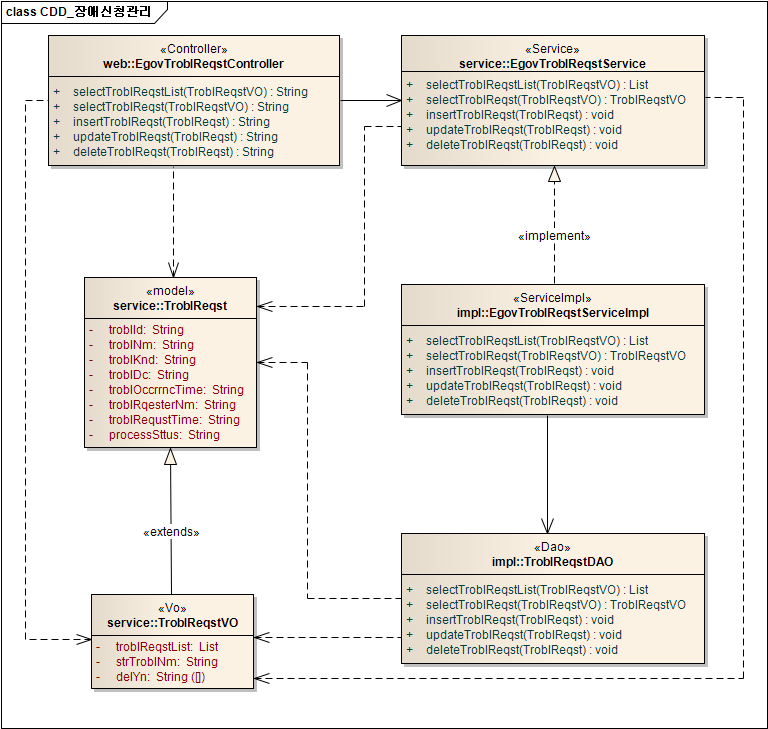 class CDD_장애신청관리
«Controller»
web::EgovTroblReqstController
+ selectTroblReqstList(TroblReqstVO) : String
+ selectTroblReqst(TroblReqstVO) : String
+ insertTroblReqst(TroblReqst) : String
+ updateTroblReqst(TroblReqst) : String
+ deleteTroblReqst(TroblReqst) : String
«Service»
service::EgovTroblReqstService
+ selectTroblReqstList(TroblReqstVO) : List
+ selectTroblReqst(TroblReqstVO) : TroblReqstVO
+ insertTroblReqst(TroblReqst) : void
+ updateTroblReqst(TroblReqst) : void
+ deleteTroblReqst(TroblReqst) : void
«implement»
«model»
service::TroblReqst
- troblId: String
- troblNm: String
- troblKnd: String
- troblDc: String
- troblOccrrncTime: String
- troblRqesterNm: String
- troblRequstTime: String
- processSttus: String
«ServiceImpl»
impl::EgovTroblReqstServiceImpl
+ selectTroblReqstList(TroblReqstVO) : List
+ selectTroblReqst(TroblReqstVO) : TroblReqstVO
+ insertTroblReqst(TroblReqst) : void
+ updateTroblReqst(TroblReqst) : void
+ deleteTroblReqst(TroblReqst) : void
«extends»
«Dao»
impl::TroblReqstDAO
+ selectTroblReqstList(TroblReqstVO) : List
+ selectTroblReqst(TroblReqstVO) : TroblReqstVO
+ insertTroblReqst(TroblReqst) : void
+ updateTroblReqst(TroblReqst) : void
+ deleteTroblReqst(TroblReqst) : void
«Vo»
service::TroblReqstVO
- troblReqstList: List
- strTroblNm: String
- delYn: String ([])